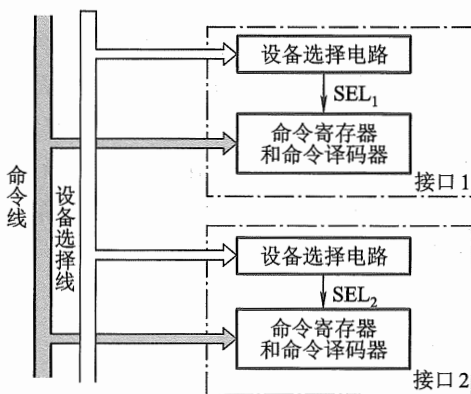 命令线
设备选择线
设备选择电路
SEL₁
命令寄存器
和命令译码器
接口1
设备选择电路
SEL₂
命令寄存器
和命令译码器
接口2